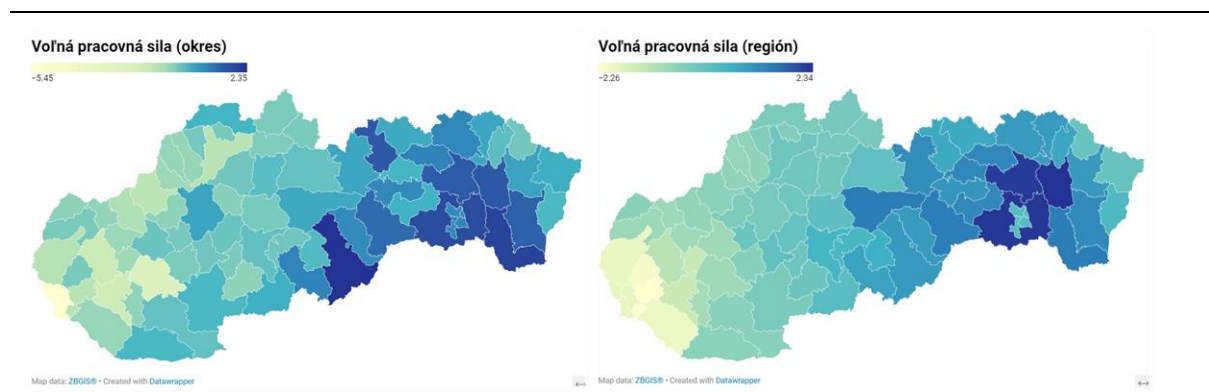 Voľná pracovná sila (okres)
−5.45 2.35
Map data: ZBGIS® • Created with Datawrapper
Voľná pracovná sila (región)
−2.26 2.34
Map data: ZBGIS® • Created with Datawrapper